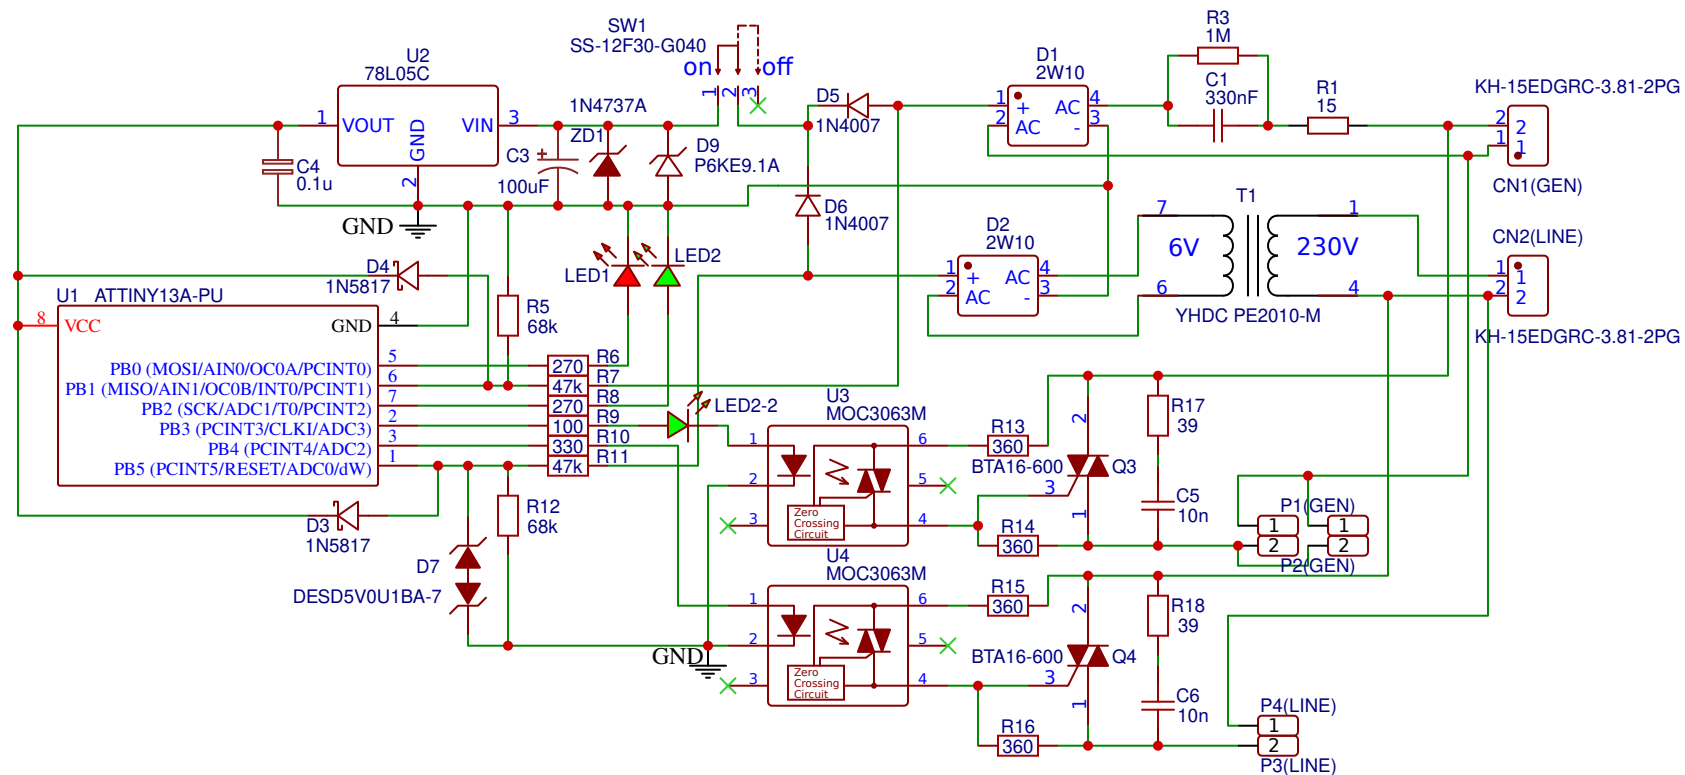 SW1
SS-12F30-G040
on
off
1
2
3
U2
78L05C
1
VOUT
GND
VIN
3
2
1N4737A
ZD1
C3
+
100uF
D9
P6KE9.1A
C4
0.1u
GND
D5
1N4007
D6
1N4007
D1
2W10
1
+
AC
4
2
AC
-
3
R3
1M
C1
330nF
R1
15
KH-15EDGRC-3.81-2PG
2
2
1
1
CN1(GEN)
D2
2W10
1
+
AC
4
2
AC
-
3
T1
7
1
6V
230V
6
4
YHDC PE2010-M
CN2(LINE)
1
1
2
2
KH-15EDGRC-3.81-2PG
D4
1N5817
LED1
LED2
U1 ATTINY13A-PU
8
VCC
GND
4
PB0 (MOSI/AIN0/OC0A/PCINT0)
5
PB1 (MISO/AIN1/OC0B/INT0/PCINT1)
6
PB2 (SCK/ADC1/T0/PCINT2)
7
PB3 (PCINT3/CLKI/ADC3)
2
PB4 (PCINT4/ADC2)
3
PB5 (PCINT5/RESET/ADC0/dW)
1
R5
68k
270
R6
47k
R7
270
R8
100
R9
330
R10
47k
R11
LED2-2
R12
68k
D3
1N5817
D7
DESD5V0U1BA-7
GND
U3
MOC3063M
1
2
3
6
5
4
Zero
Crossing
Circuit
R13
360
R14
360
BTA16-600
Q3
2
3
1
R17
39
C5
10n
P1(GEN)
1
2
1
2
P2(GEN)
U4
MOC3063M
1
2
3
6
5
4
Zero
Crossing
Circuit
R15
360
R16
360
BTA16-600
Q4
2
3
1
R18
39
C6
10n
P4(LINE)
1
2
P3(LINE)